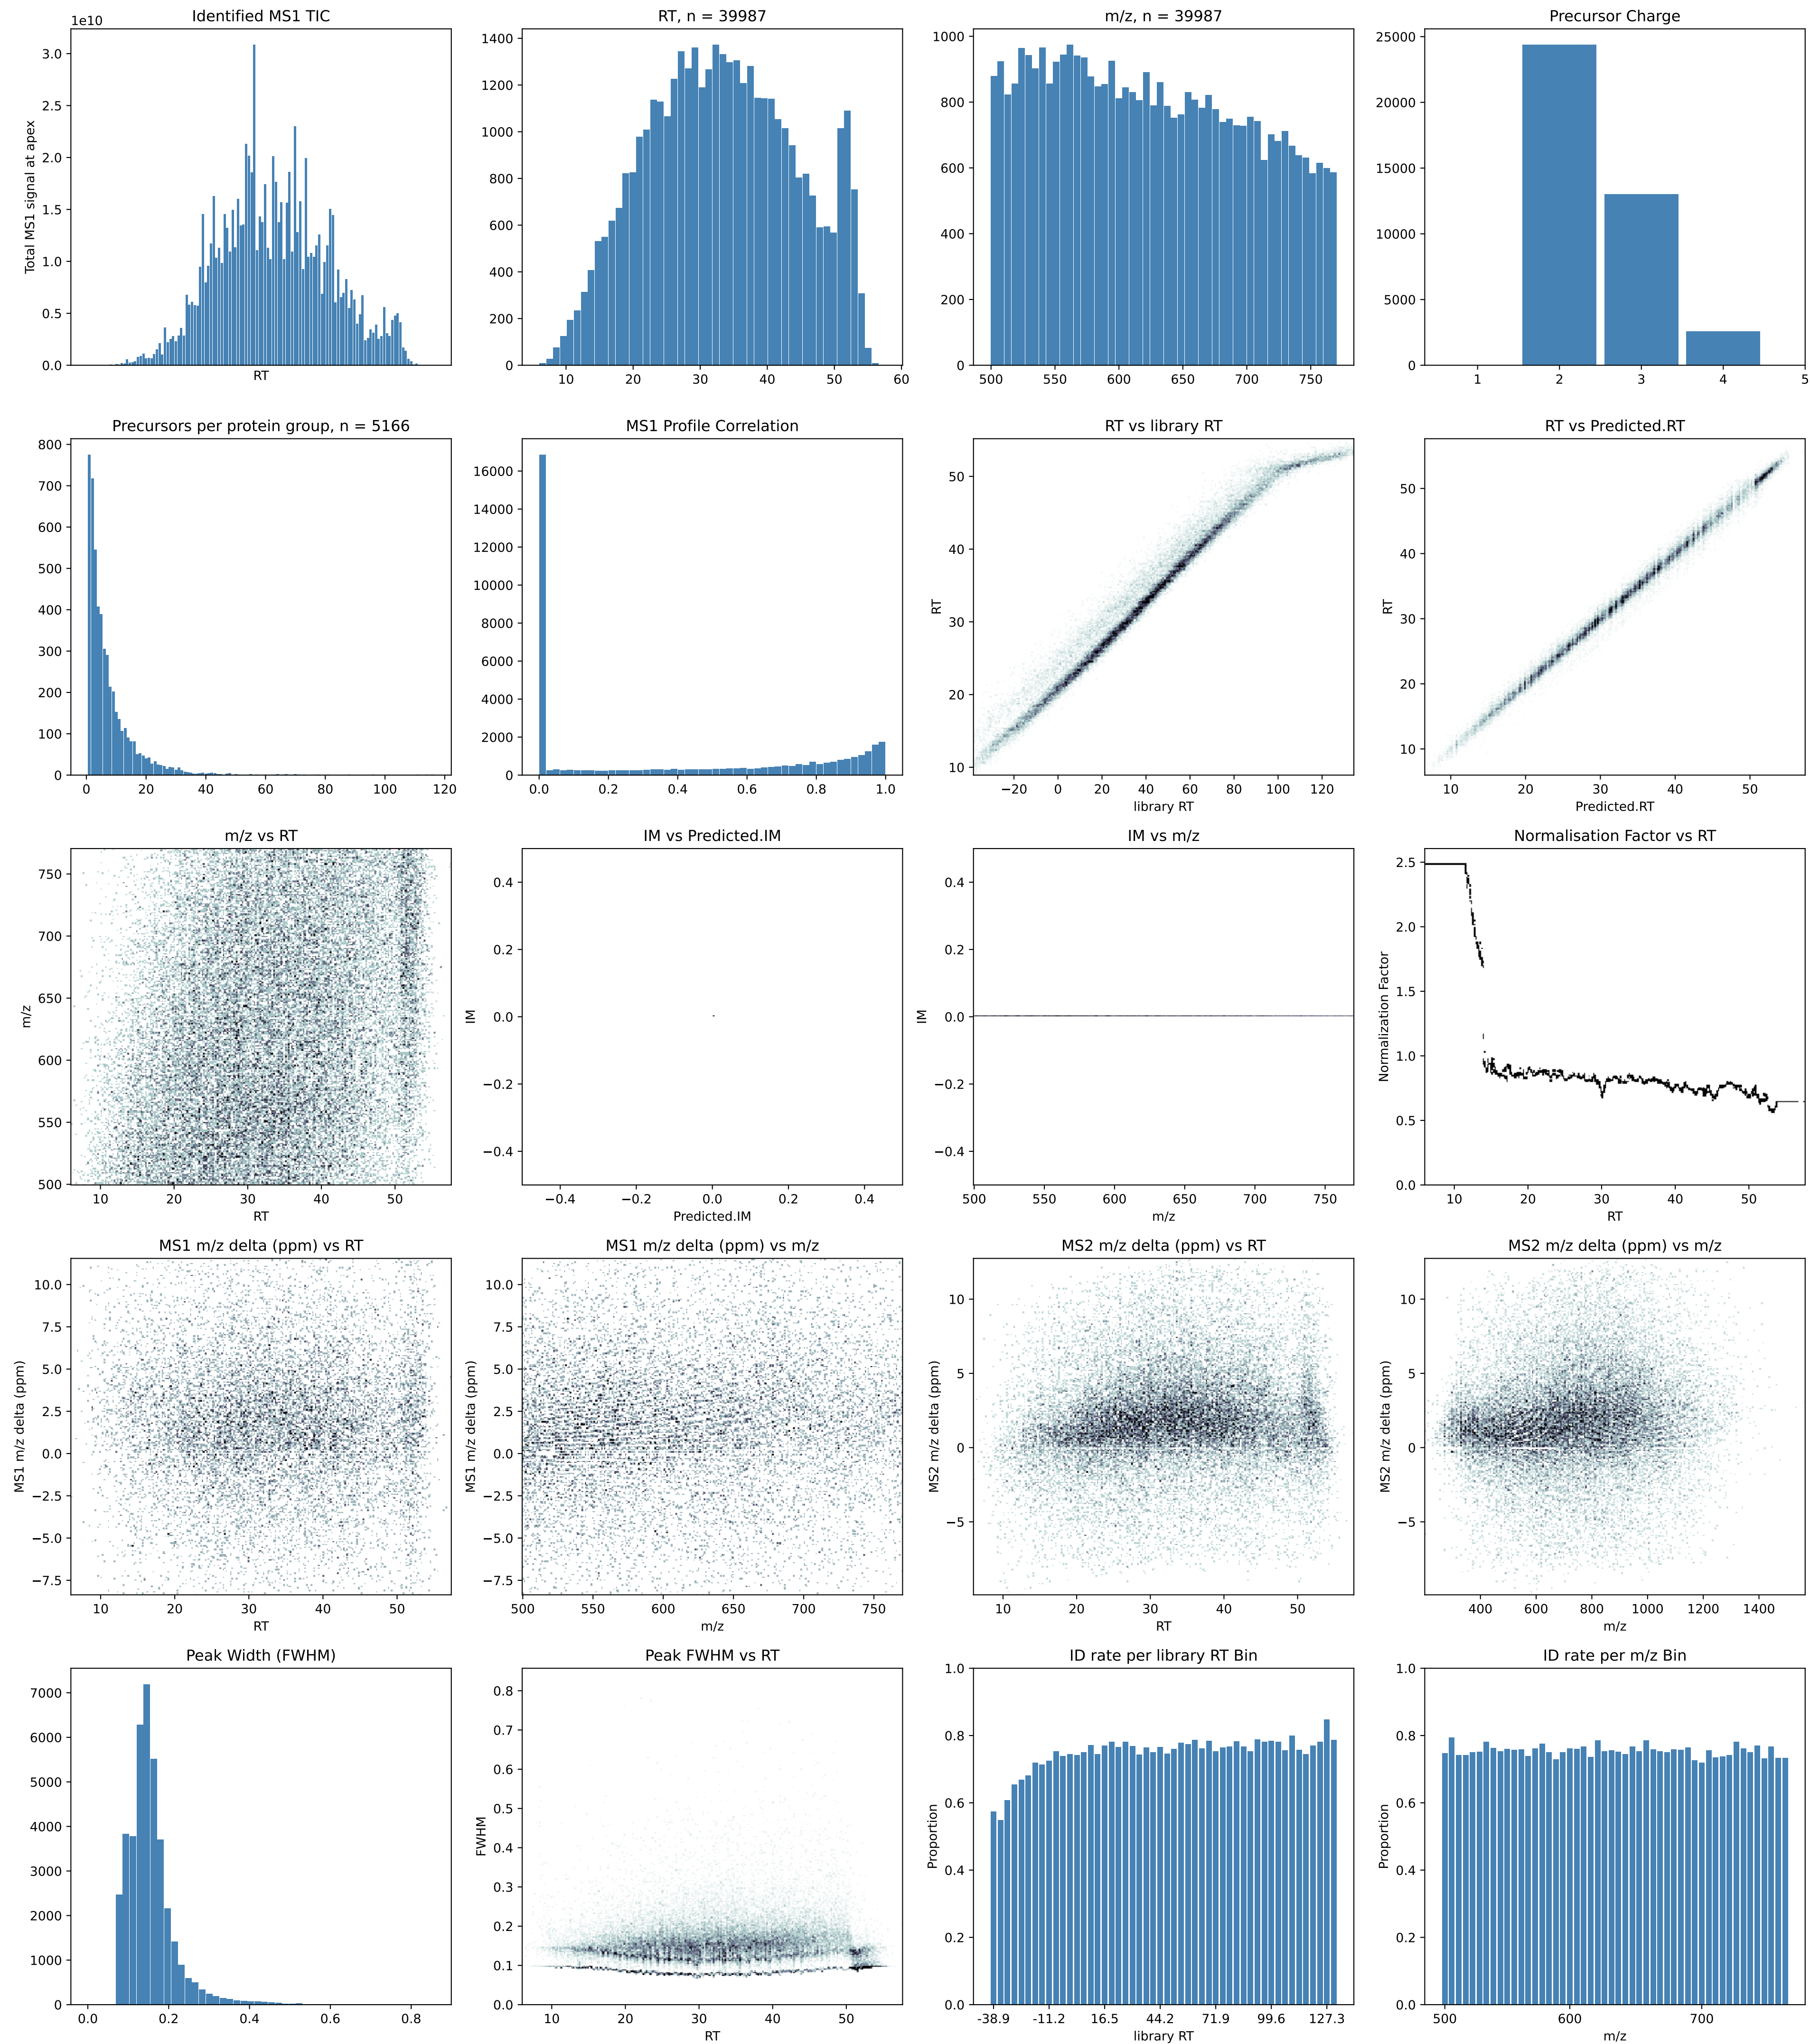 Identified MS1 TIC
1e10
3.0
2.5
2.0
1.5
1.0
0.5
0.0
Total MS1 signal at apex
RT
RT, n = 39987
1400
1200
1000
800
600
400
200
0
10 20 30 40 50 60
m/z, n = 39987
1000
800
600
400
200
0
500 550 600 650 700 750
Precursor Charge
25000
20000
15000
10000
5000
0
1 2 3 4 5
Precursors per protein group, n = 5166
800
700
600
500
400
300
200
100
0
0 20 40 60 80 100 120
MS1 Profile Correlation
16000
14000
12000
10000
8000
6000
4000
2000
0
0.0 0.2 0.4 0.6 0.8 1.0
RT vs library RT
50
40
30
20
10
RT
−20 0 20 40 60 80 100 120
library RT
RT vs Predicted.RT
50
40
30
20
10
RT
10 20 30 40 50
Predicted.RT
m/z vs RT
750
700
650
600
550
500
m/z
10 20 30 40 50
RT
IM vs Predicted.IM
0.4
0.2
0.0
−0.2
−0.4
IM
−0.4 −0.2 0.0 0.2 0.4
Predicted.IM
IM vs m/z
0.4
0.2
0.0
−0.2
−0.4
IM
500 550 600 650 700 750
m/z
Normalisation Factor vs RT
2.5
2.0
1.5
1.0
0.5
0.0
Normalization Factor
10 20 30 40 50
RT
MS1 m/z delta (ppm) vs RT
10.0
7.5
5.0
2.5
0.0
−2.5
−5.0
−7.5
MS1 m/z delta (ppm)
10 20 30 40 50
RT
MS1 m/z delta (ppm) vs m/z
10.0
7.5
5.0
2.5
0.0
−2.5
−5.0
−7.5
MS1 m/z delta (ppm)
500 550 600 650 700 750
m/z
MS2 m/z delta (ppm) vs RT
10
5
0
−5
MS2 m/z delta (ppm)
10 20 30 40 50
RT
MS2 m/z delta (ppm) vs m/z
10
5
0
−5
MS2 m/z delta (ppm)
400 600 800 1000 1200 1400
m/z
Peak Width (FWHM)
7000
6000
5000
4000
3000
2000
1000
0
0.0 0.2 0.4 0.6 0.8
Peak FWHM vs RT
0.8
0.7
0.6
0.5
0.4
0.3
0.2
0.1
0.0
FWHM
10 20 30 40 50
RT
ID rate per library RT Bin
1.0
0.8
0.6
0.4
0.2
0.0
Proportion
-38.9 -11.2 16.5 44.2 71.9 99.6 127.3
library RT
ID rate per m/z Bin
1.0
0.8
0.6
0.4
0.2
0.0
Proportion
500 600 700
m/z